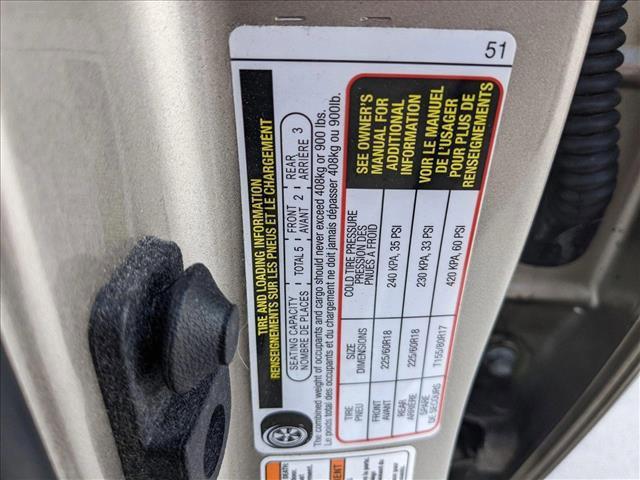 51
TIRE AND LOADING INFORMATION
RENSEIGNEMENTS SUR LES PNEUS ET LE CHARGEMENT
SEATING CAPACITY TOTAL 5 FRONT 2 REAR 3
NOMBRE DE PLACES AVANT ARRIÈRE
The combined weight of occupants and cargo should never exceed 408kg or 900 lbs.
Le poids total des occupants et du chargement ne doit jamais dépasser 408kg ou 900lb.
TIRE SIZE COLD TIRE PRESSURE
PNEU DIMENSIONS PRESSION DES
PNUES A FROID
FRONT 225/60R18 240 KPA, 35 PSI
AVANT
REAR 225/60R18 230 KPA, 33 PSI
ARRIÈRE
SPARE T155/80R17 420 KPA, 60 PSI
DE SECOURS
SEE OWNER'S
MANUAL FOR
ADDITIONAL
INFORMATION
VOIR LE MANUEL
DE L'USAGER
POUR PLUS DE
RENSEIGNEMENTS